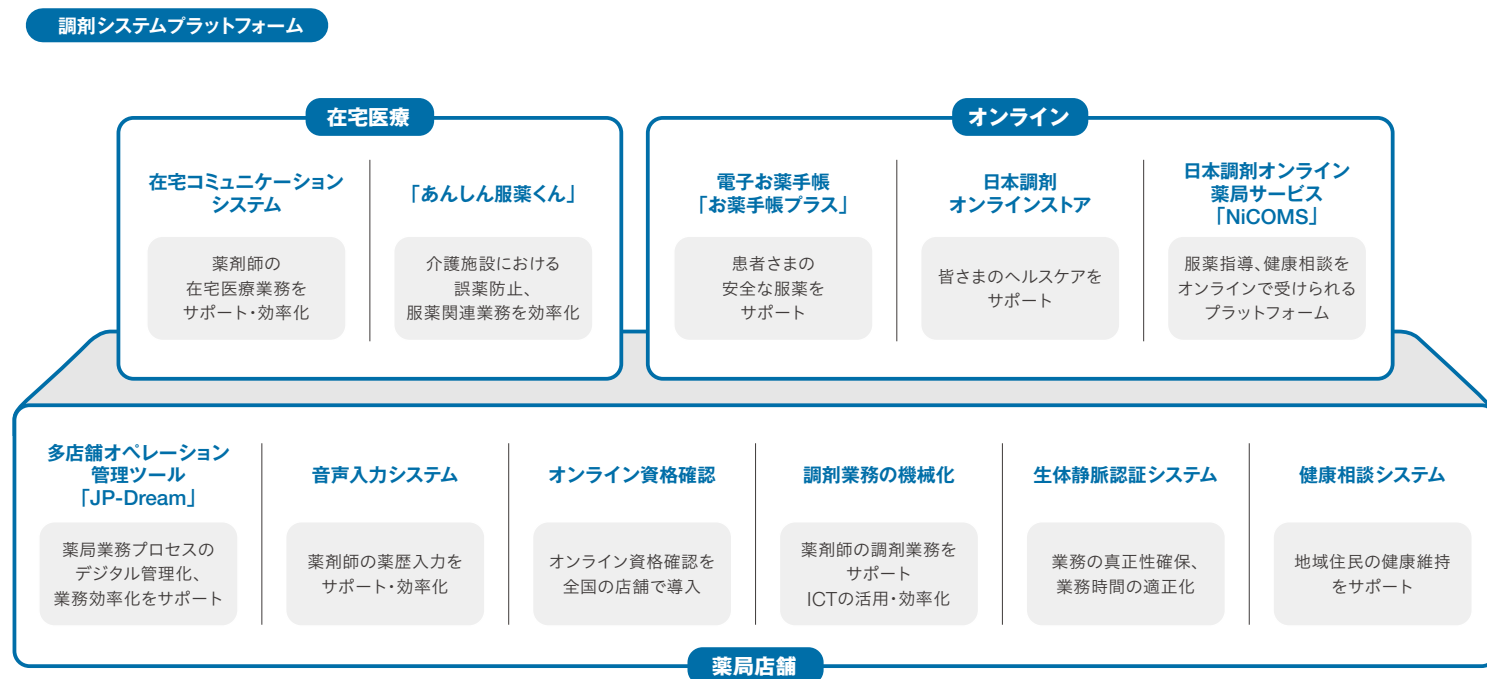 調剤システムプラットフォーム
在宅医療
在宅コミュニケーション
システム
薬剤師の
在宅医療業務を
サポート・効率化
「あんしん服薬くん」
介護施設における
誤薬防止、
服薬関連業務を効率化
オンライン
電子お薬手帳
「お薬手帳プラス」
患者さまの
安全な服薬を
サポート
日本調剤
オンラインストア
皆さまのヘルスケアを
サポート
日本調剤オンライン
薬局サービス
「NiCOMS」
服薬指導、健康相談を
オンラインで受けられる
プラットフォーム
多店舗オペレーション
管理ツール
「JP-Dream」
薬局業務プロセスの
デジタル管理化、
業務効率化をサポート
音声入力システム
薬剤師の薬歴入力を
サポート・効率化
オンライン資格確認
オンライン資格確認を
全国の店舗で導入
調剤業務の機械化
薬剤師の調剤業務を
サポート
ICTの活用・効率化
生体静脈認証システム
業務の真正性確保、
業務時間の適正化
健康相談システム
地域住民の健康維持
をサポート
薬局店舗